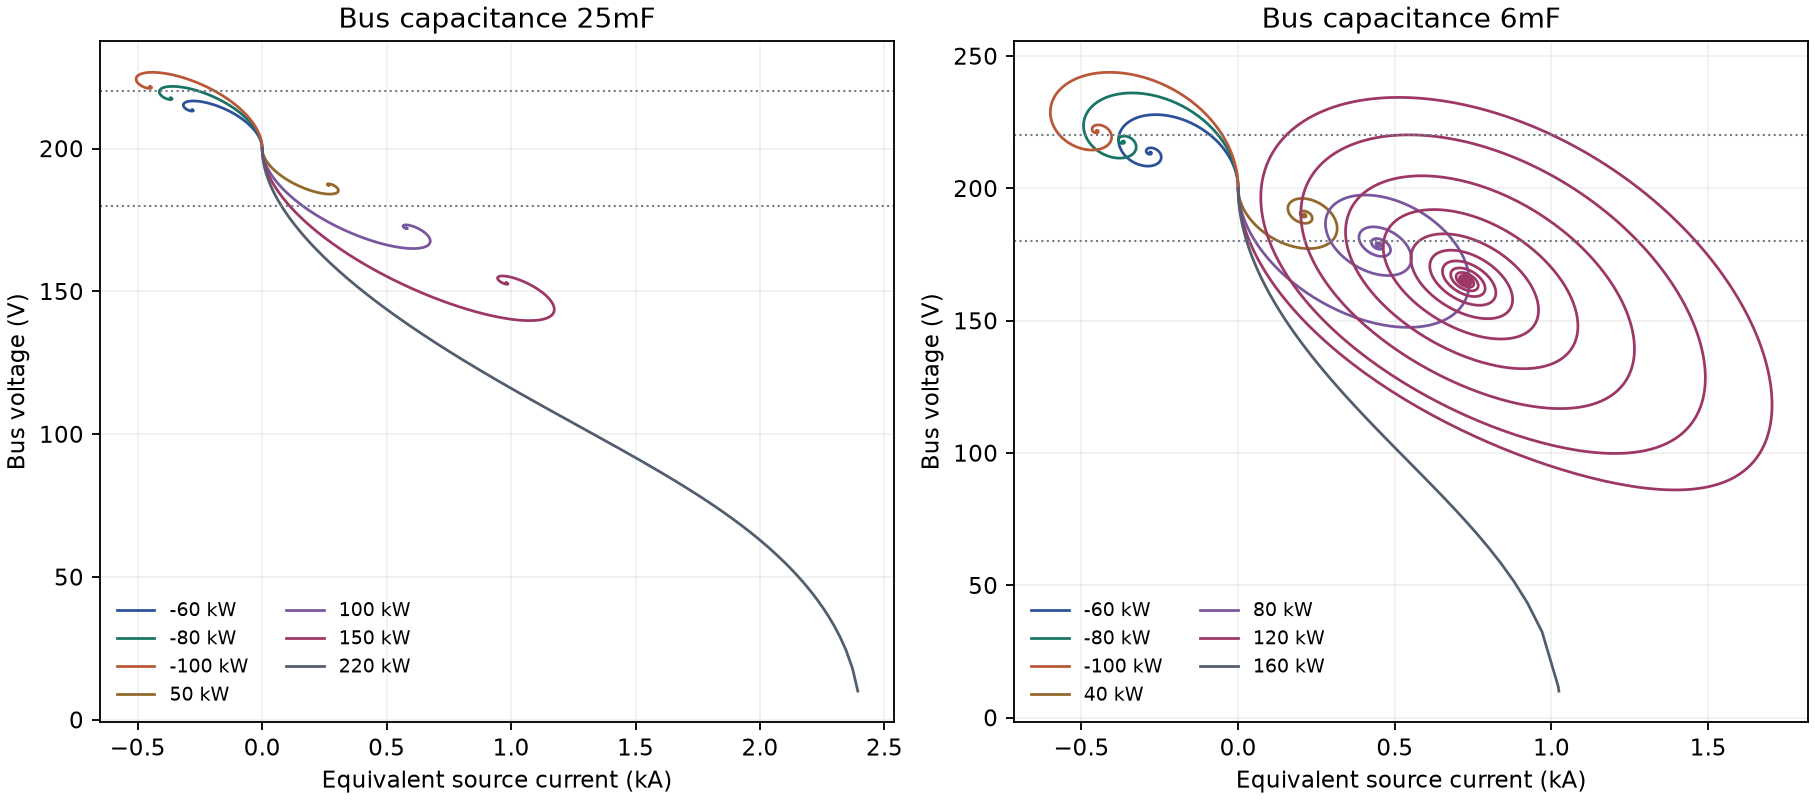 Bus capacitance 25mF
Bus voltage (V)
200
150
100
50
0
-60 kW
-80 kW
-100 kW
50 kW
100 kW
150 kW
220 kW
−0.5
0.0
0.5
1.0
1.5
2.0
2.5
Equivalent source current (kA)
Bus capacitance 6mF
Bus voltage (V)
250
200
150
100
50
0
-60 kW
-80 kW
-100 kW
40 kW
80 kW
120 kW
160 kW
−0.5
0.0
0.5
1.0
1.5
Equivalent source current (kA)